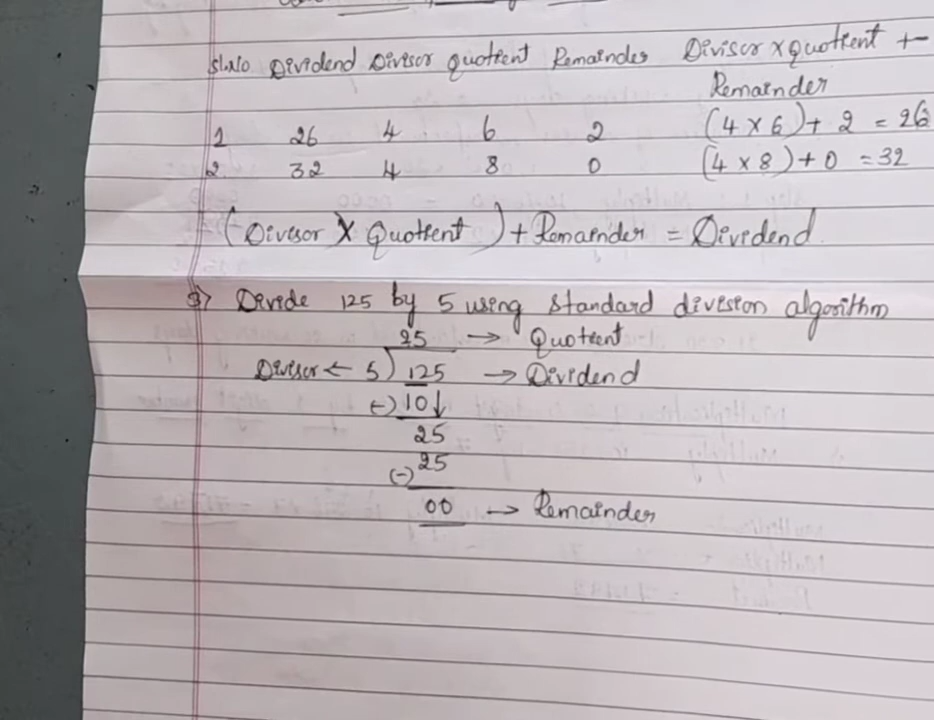 Sl.No Dividend Divisor Quotient Remainder Divisor x Quotient +
Remainder
1 26 4 6 2 (4 x 6) + 2 = 26
2. 32 4 8 0 (4 x 8) + 0 = 32
(Divisor X Quotient) + Remainder = Dividend.
3) Divide 125 by 5 using standard division algorithm
25 → Quotient
Divisor ← 5) 125 → Dividend
(-) 10↓
25
(-) 25
00 → Remainder